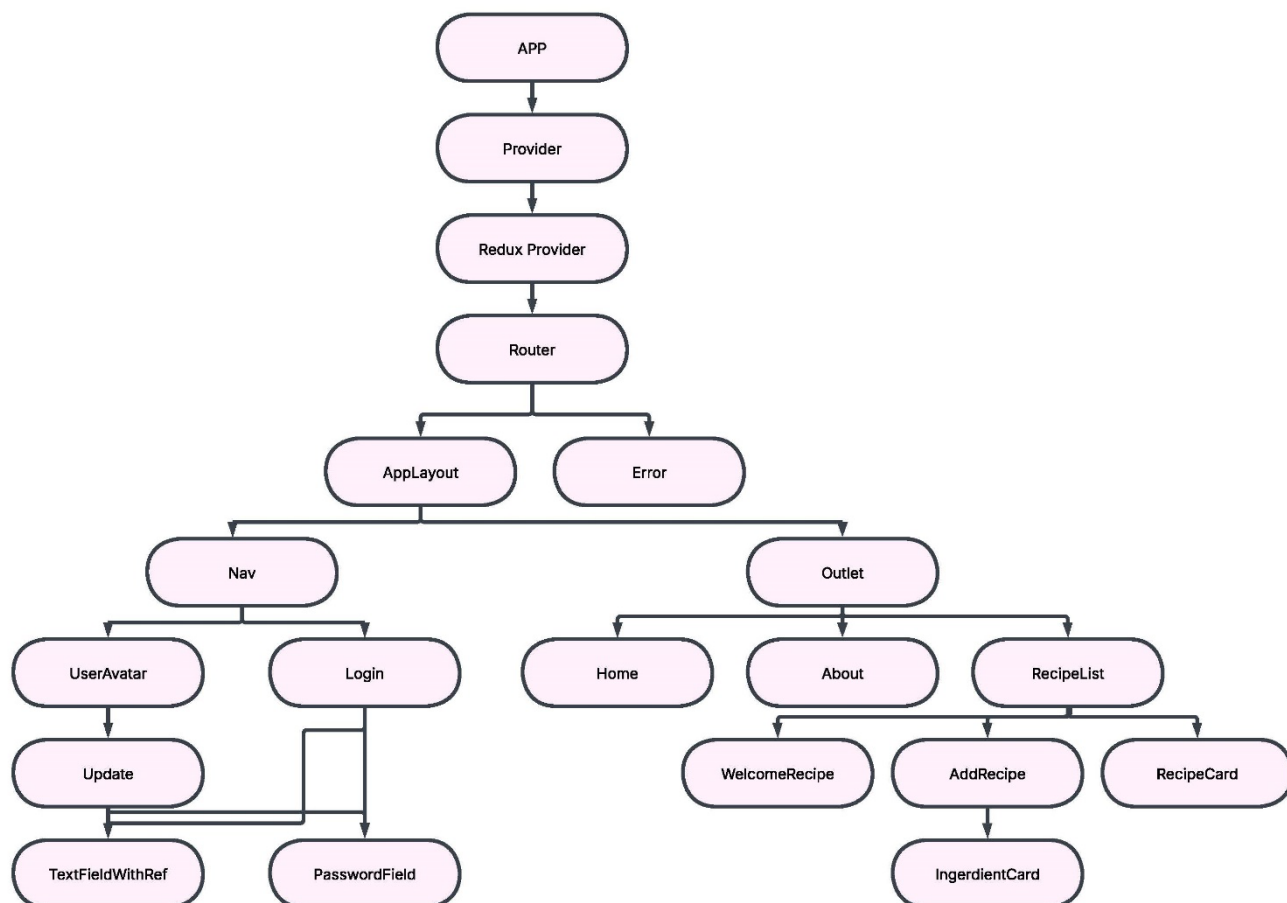 APP
Provider
Redux Provider
Router
AppLayout
Error
Nav
Outlet
UserAvatar
Login
Home
About
RecipeList
Update
WelcomeRecipe
AddRecipe
RecipeCard
TextFieldWithRef
PasswordField
IngerdientCard